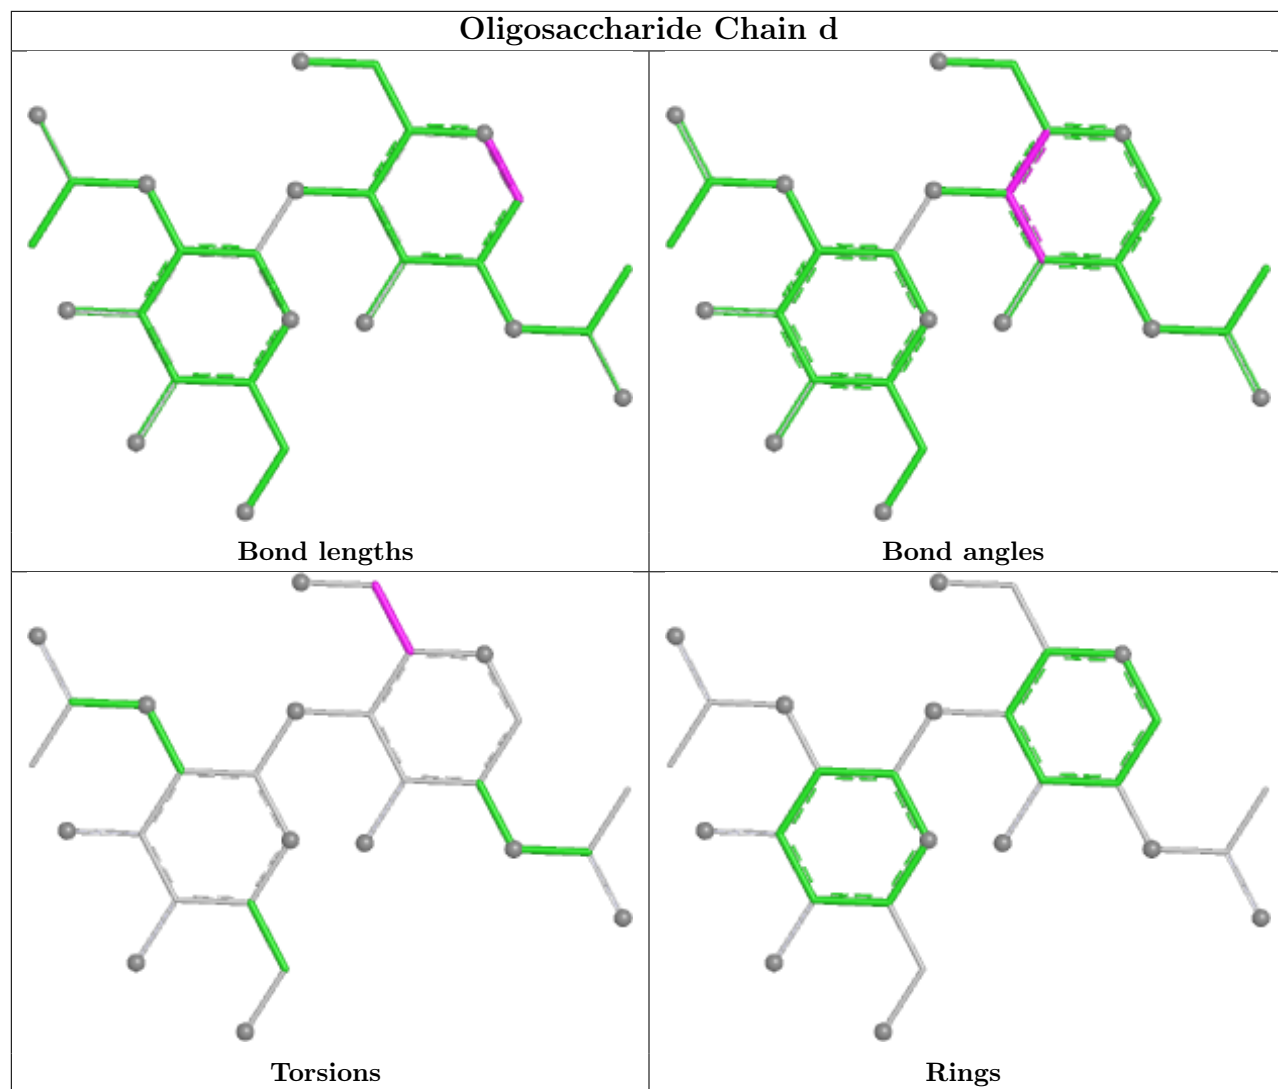 Oligosaccharide Chain d
Bond lengths
Bond angles
Torsions
Rings